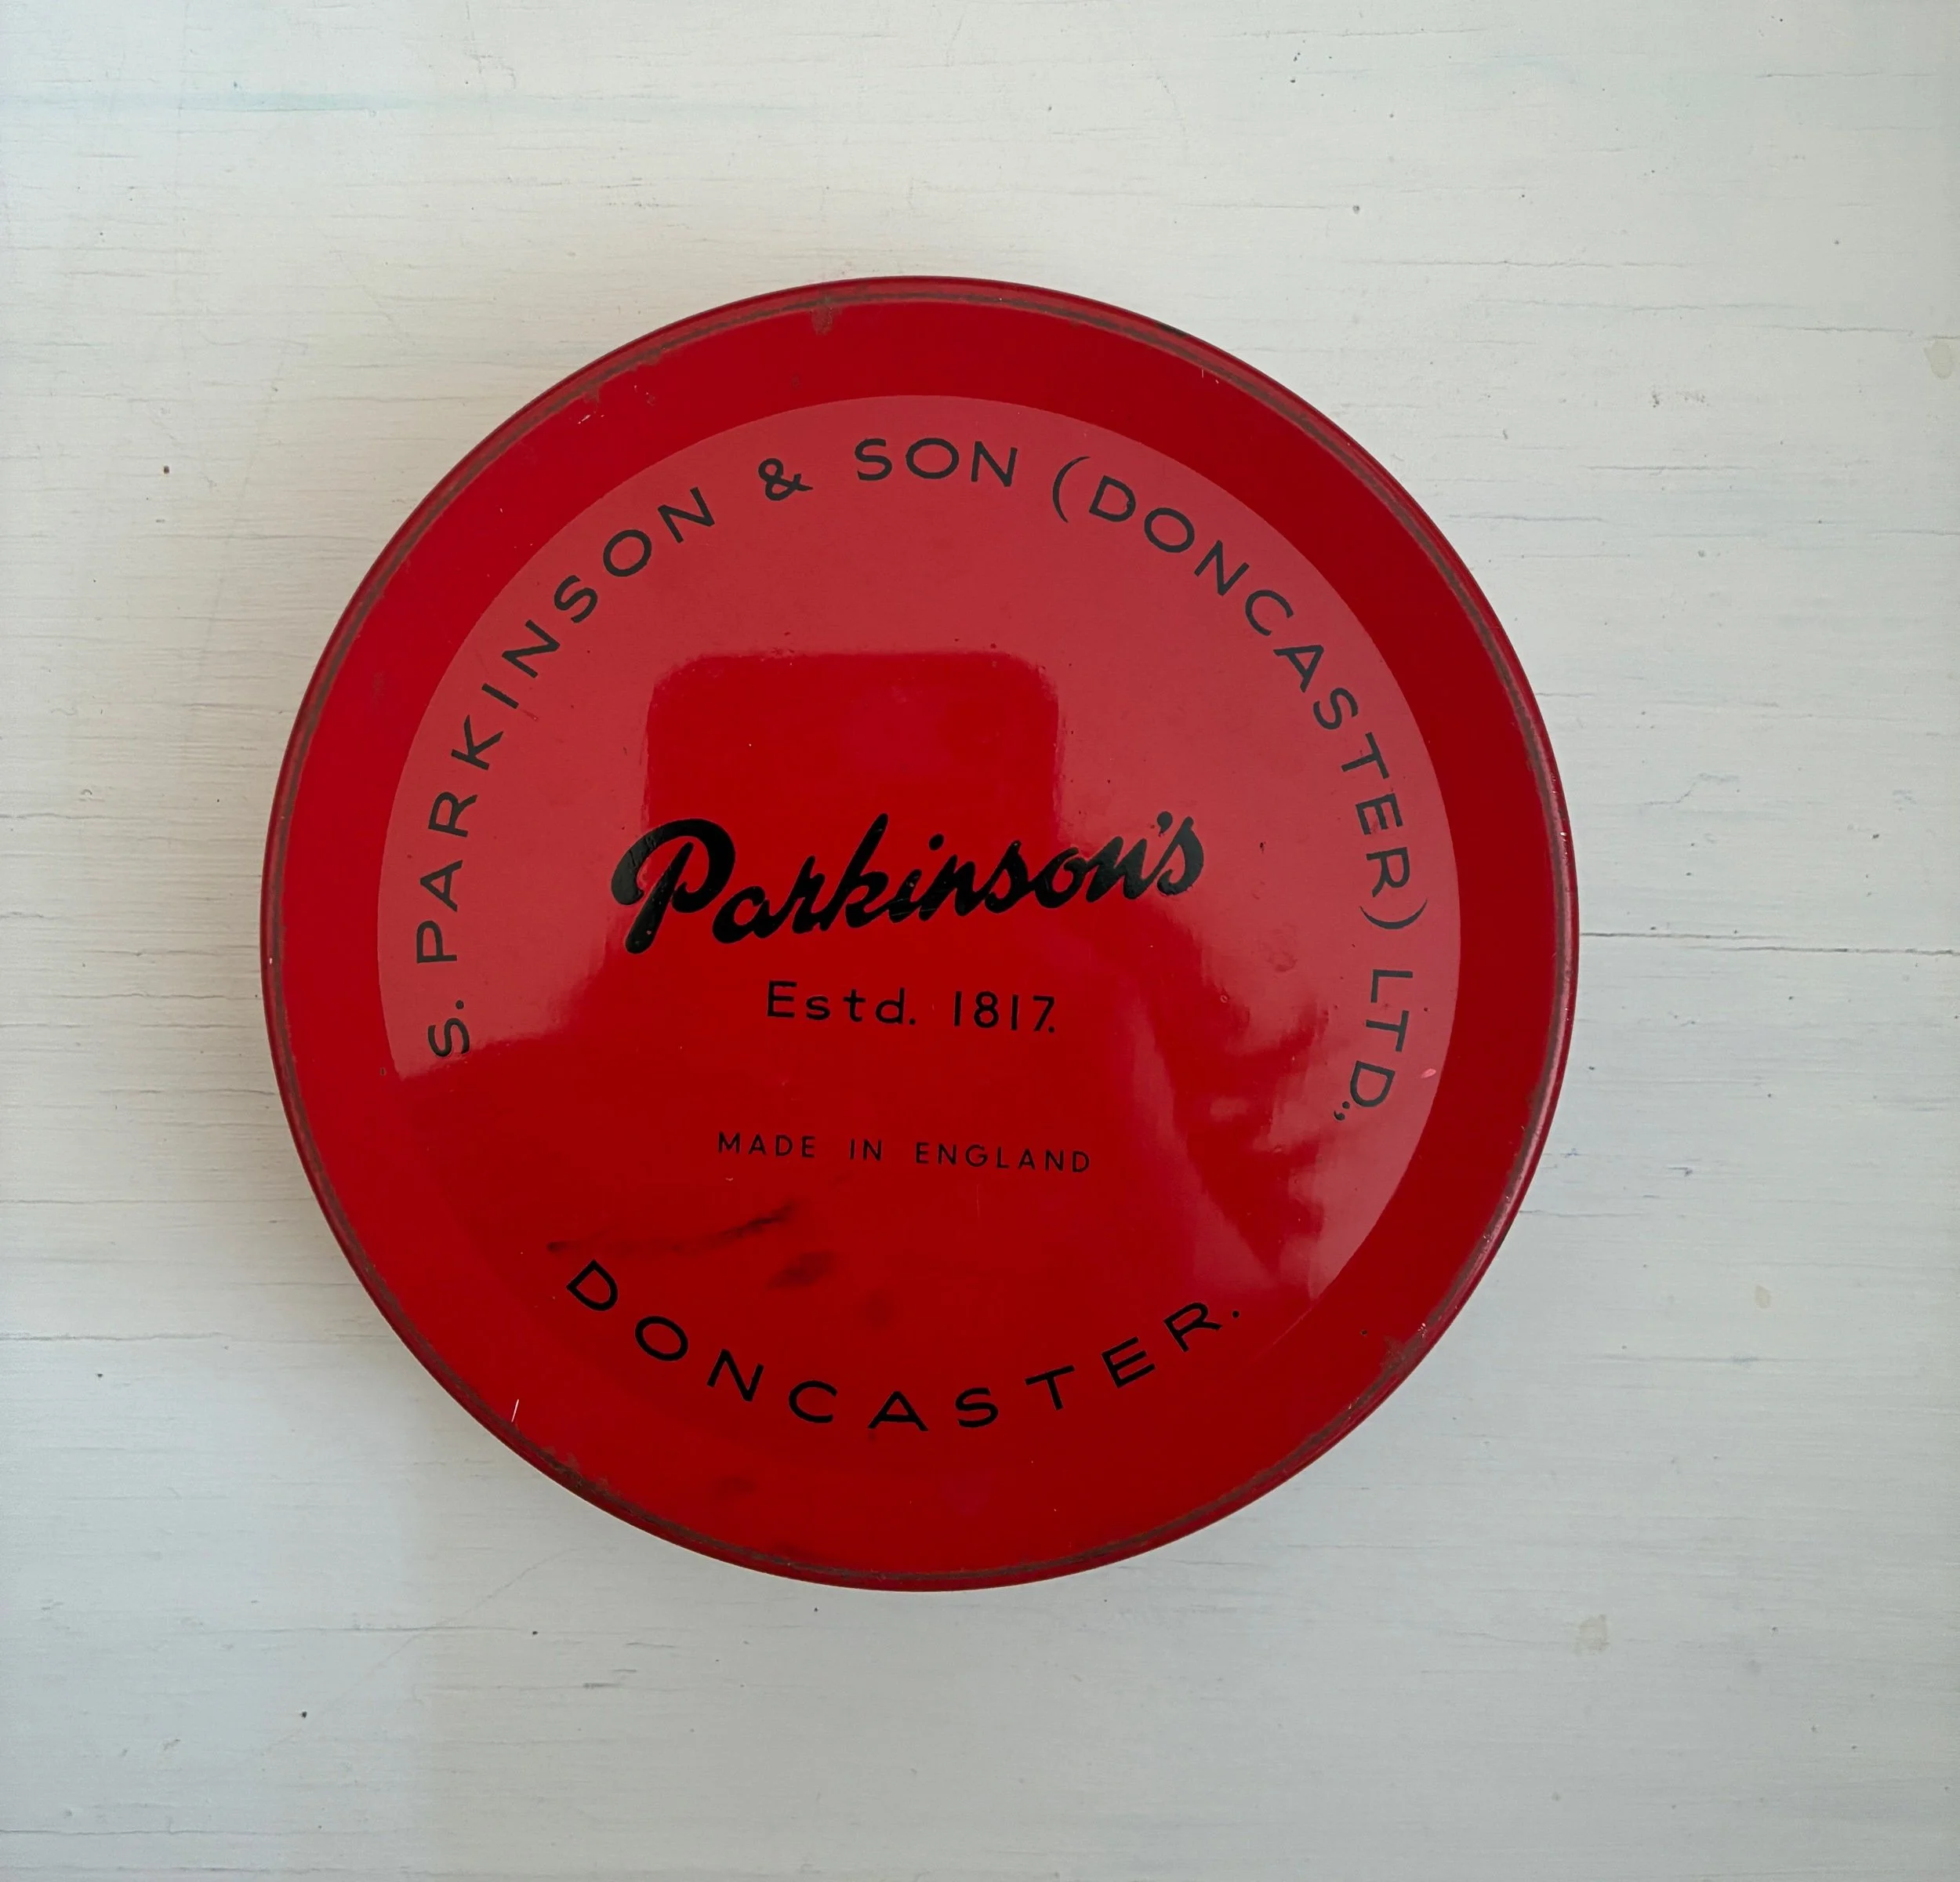 S. PARKINSON & SON (DONCASTER) LTD.,
Parkinson's
Estd. 1817.
MADE IN ENGLAND
DONCASTER.